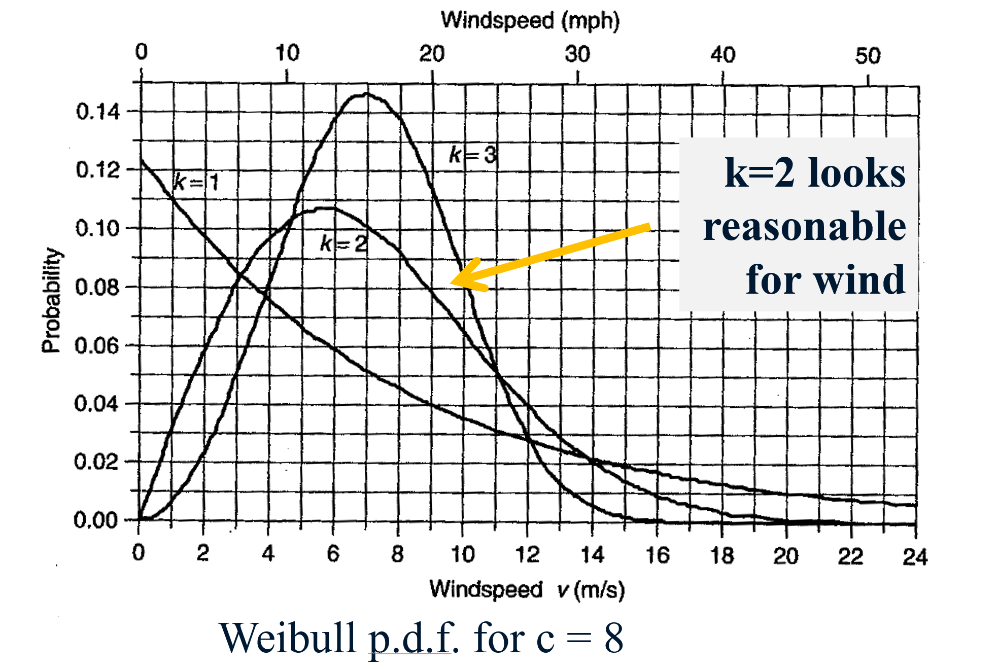 Windspeed (mph)
0 10 20 30 40 50
0.14
0.12
0.10
0.08
0.06
0.04
0.02
0.00
Probability
k=1
k=2
k=3
k=2 looks
reasonable
for wind
0 2 4 6 8 10 12 14 16 18 20 22 24
Windspeed v (m/s)
Weibull p.d.f. for c = 8